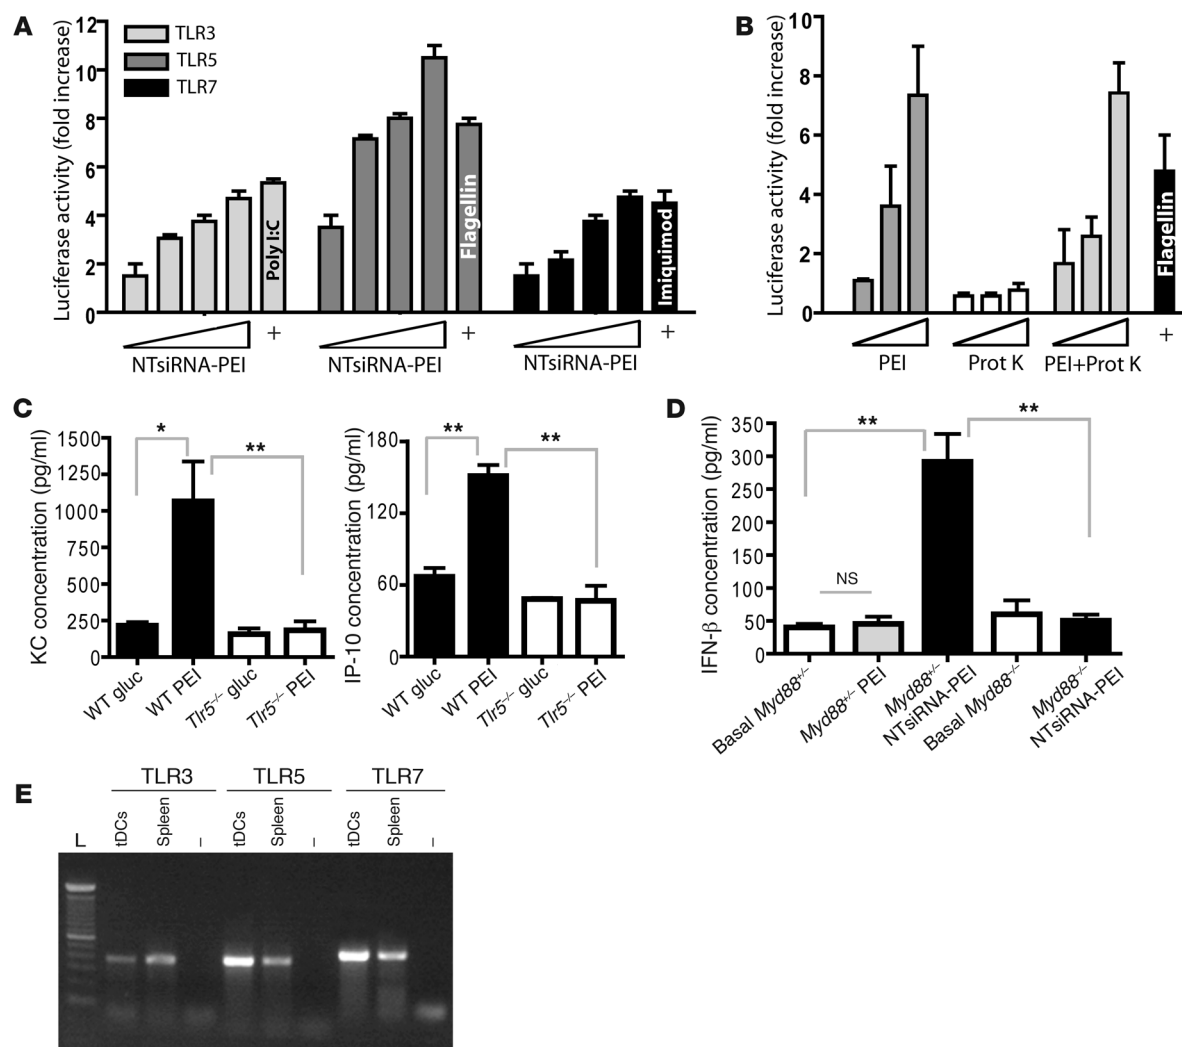 A
Luciferase activity (fold increase)
12
10
8
6
4
2
0
TLR3
TLR5
TLR7
Poly I:C
Flagellin
Imiquimod
+
+
+
NTsiRNA-PEI
NTsiRNA-PEI
NTsiRNA-PEI
B
Luciferase activity (fold increase)
10
8
6
4
2
0
Flagellin
+
PEI
Prot K
PEI+Prot K
C
KC concentration (pg/ml)
1500
1250
1000
750
500
250
0
*
**
WT gluc
WT PEI
Tlr5–/– gluc
Tlr5–/– PEI
IP-10 concentration (pg/ml)
180
120
60
0
**
**
WT gluc
WT PEI
Tlr5–/– gluc
Tlr5–/– PEI
D
IFN-β concentration (pg/ml)
350
300
250
200
150
100
50
0
**
**
NS
Basal Myd88+/–
Myd88+/– PEI
Myd88+/–
NTsiRNA-PEI
Basal Myd88–/–
Myd88–/–
NTsiRNA-PEI
E
TLR3
TLR5
TLR7
L
tDCs
Spleen
–
tDCs
Spleen
–
tDCs
Spleen
–